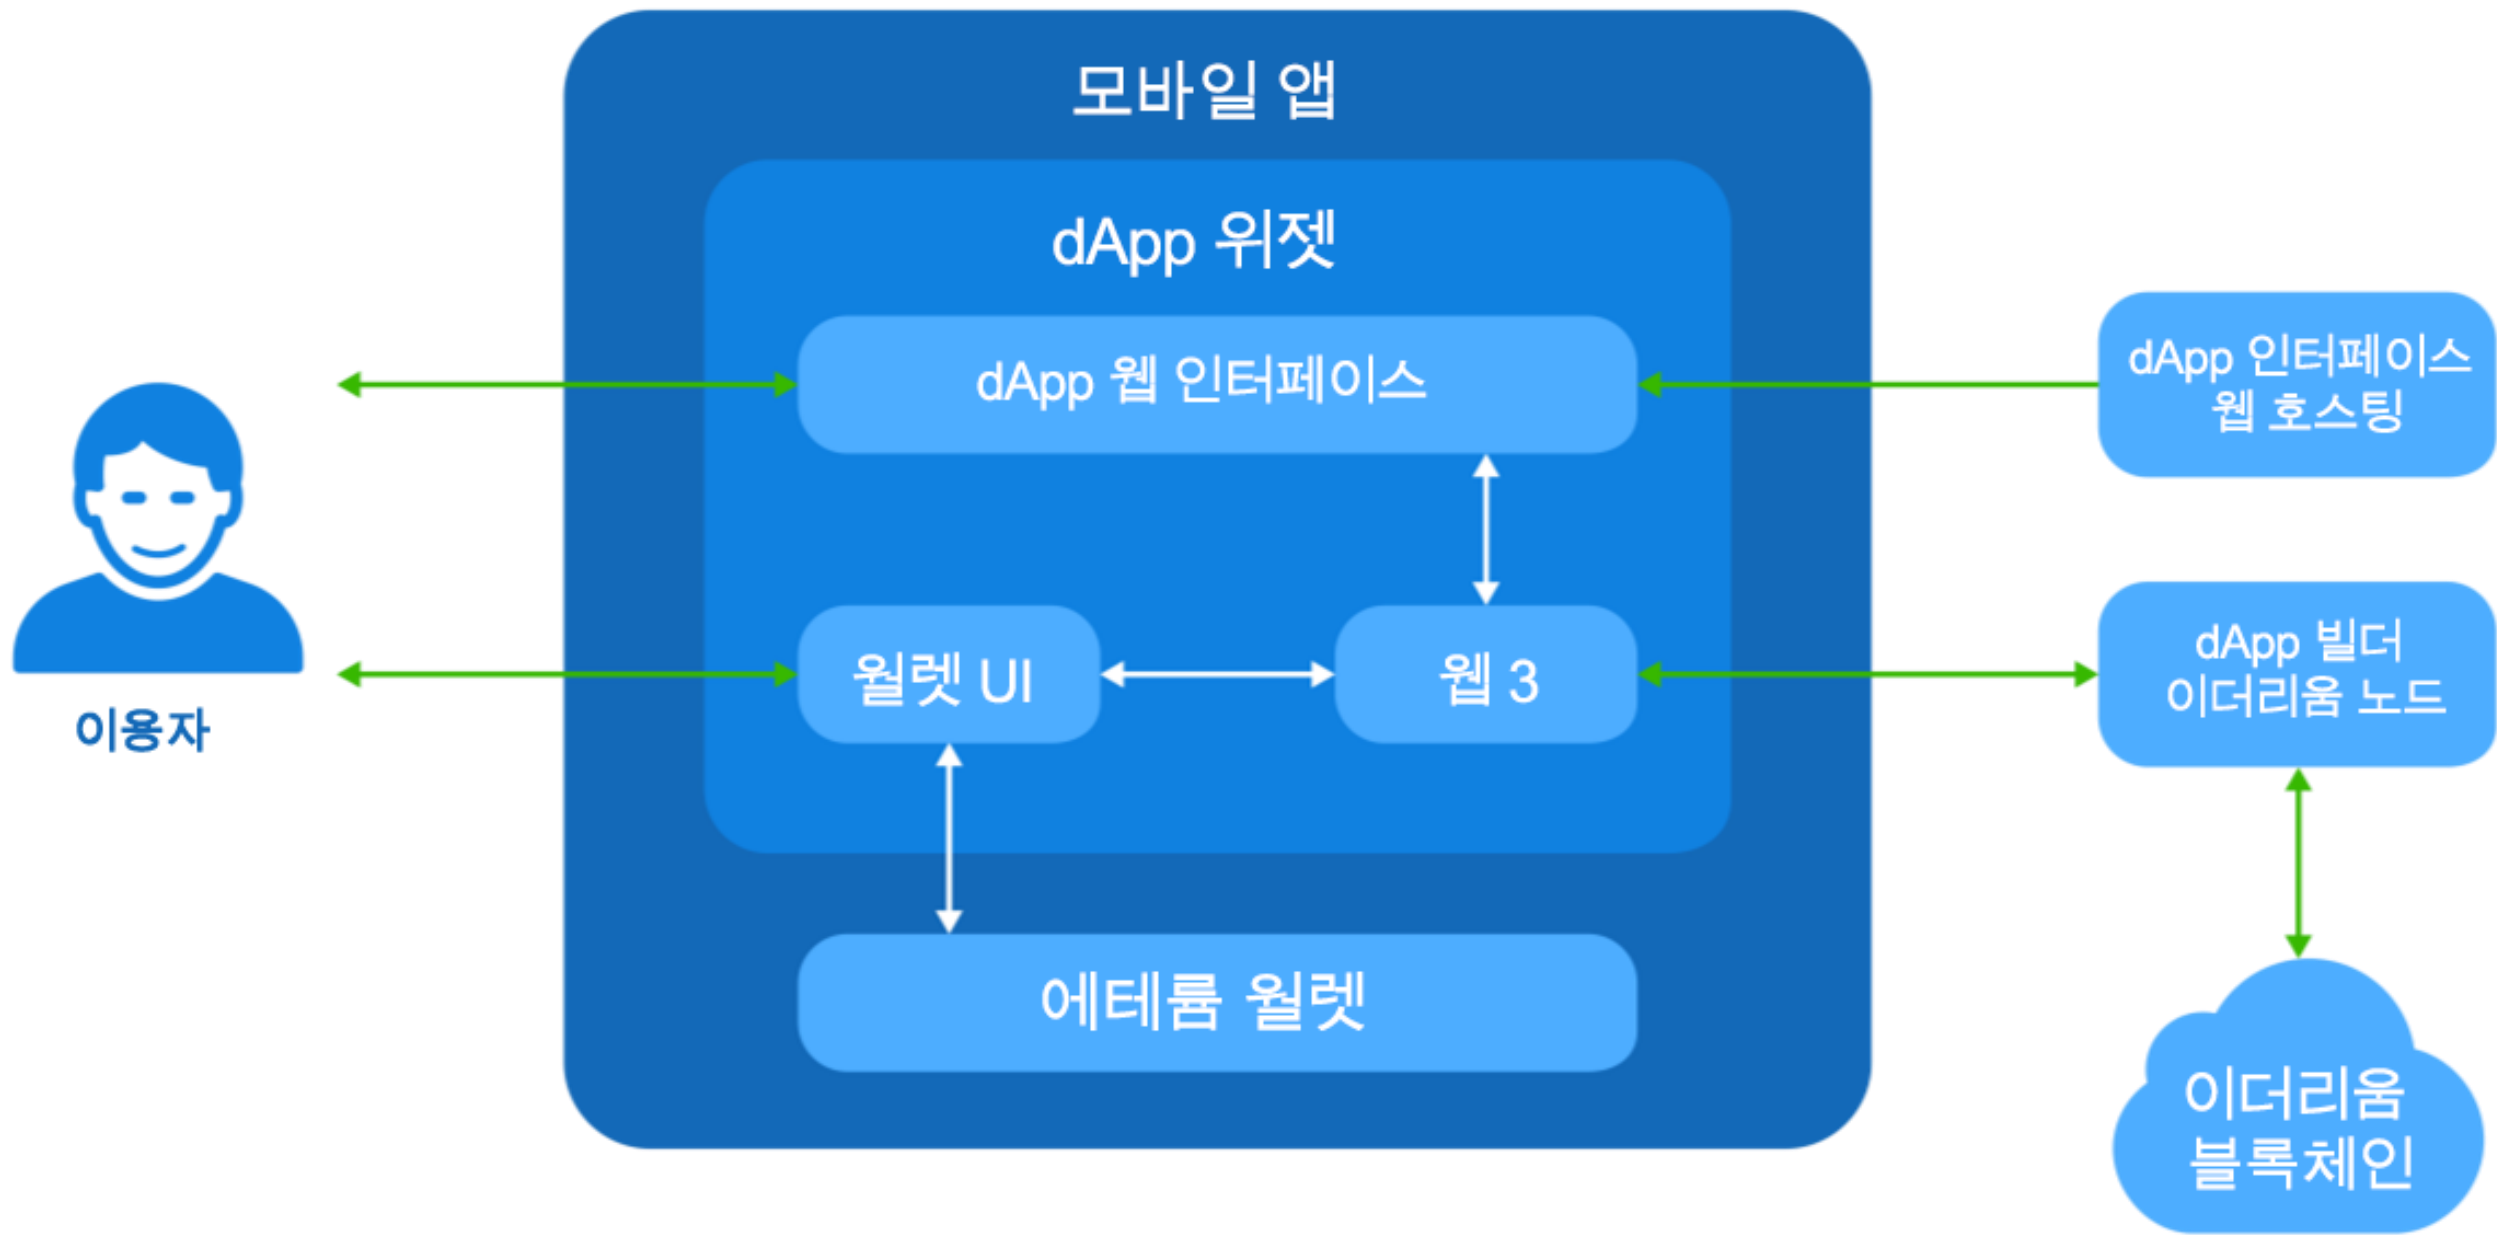 모바일 앱
dApp 위젯
dApp 웹 인터페이스
월렛 UI
웹 3
에테륨 월렛
이용자
dApp 인터페이스
웹 호스팅
dApp 빌더
이더리움 노드
이더리움
블록체인